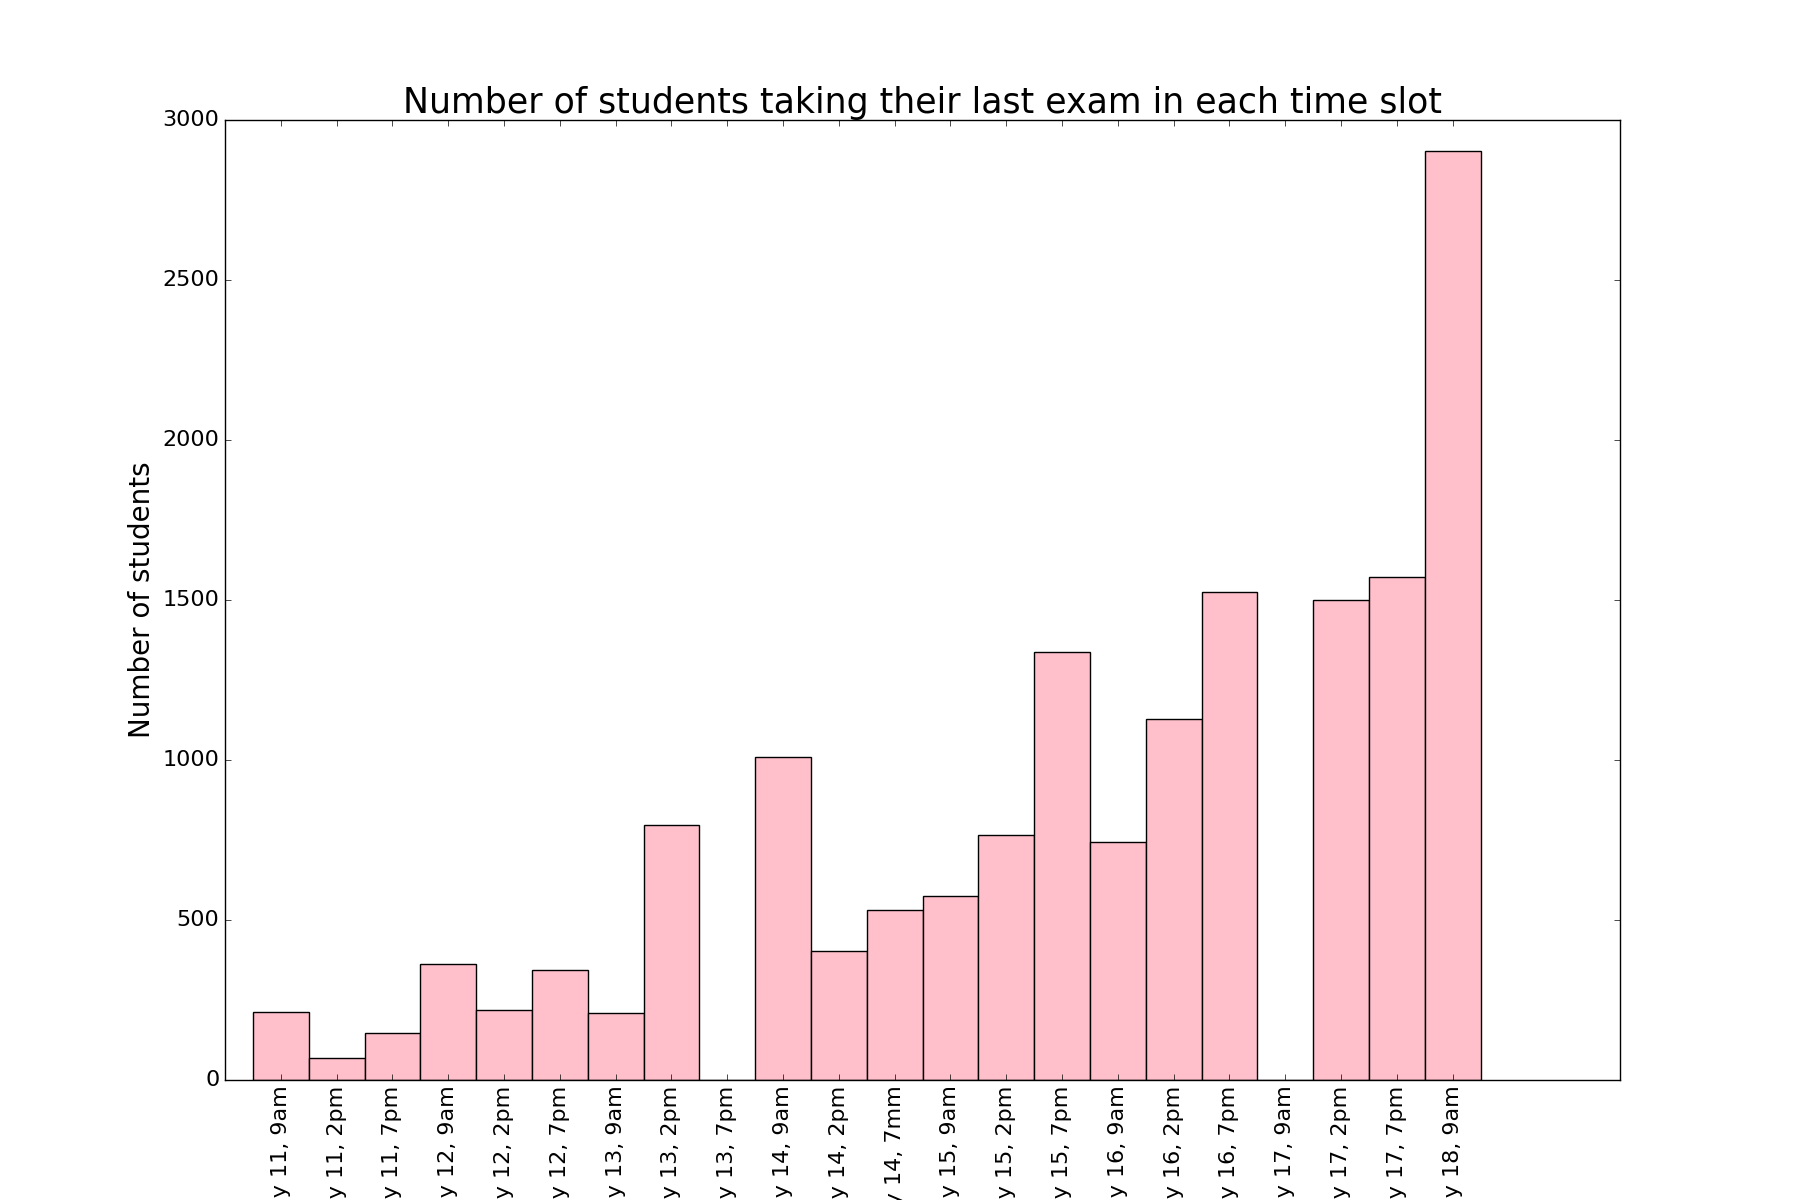 Number of students taking their last exam in each time slot
Number of students
3000
2500
2000
1500
1000
500
0
y 11, 9am
y 11, 2pm
y 11, 7pm
y 12, 9am
y 12, 2pm
y 12, 7pm
y 13, 9am
y 13, 2pm
y 13, 7pm
y 14, 9am
y 14, 2pm
y 14, 7mm
y 15, 9am
y 15, 2pm
y 15, 7pm
y 16, 9am
y 16, 2pm
y 16, 7pm
y 17, 9am
y 17, 2pm
y 17, 7pm
y 18, 9am